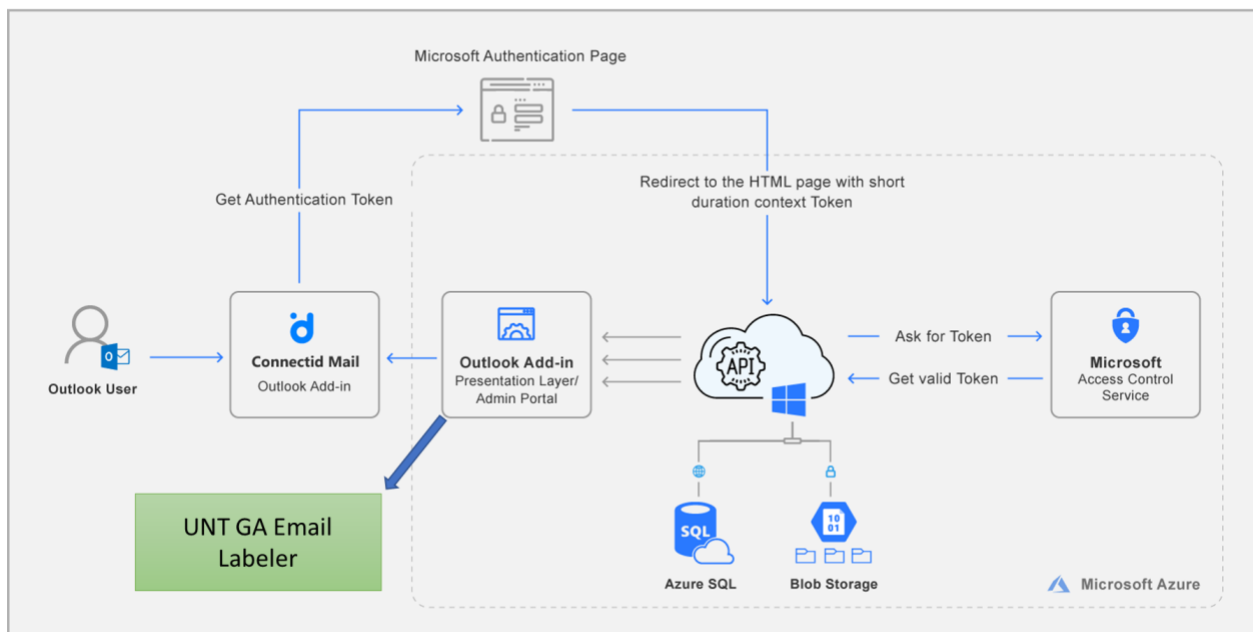 Microsoft Authentication Page
Get Authentication Token
Redirect to the HTML page with short
duration context Token
Outlook User
Connectid Mail
Outlook Add-in
Outlook Add-in
Presentation Layer/
Admin Portal
API
Ask for Token
Get valid Token
Microsoft
Access Control
Service
UNT GA Email
Labeler
SQL
Azure SQL
10
01
Blob Storage
Microsoft Azure